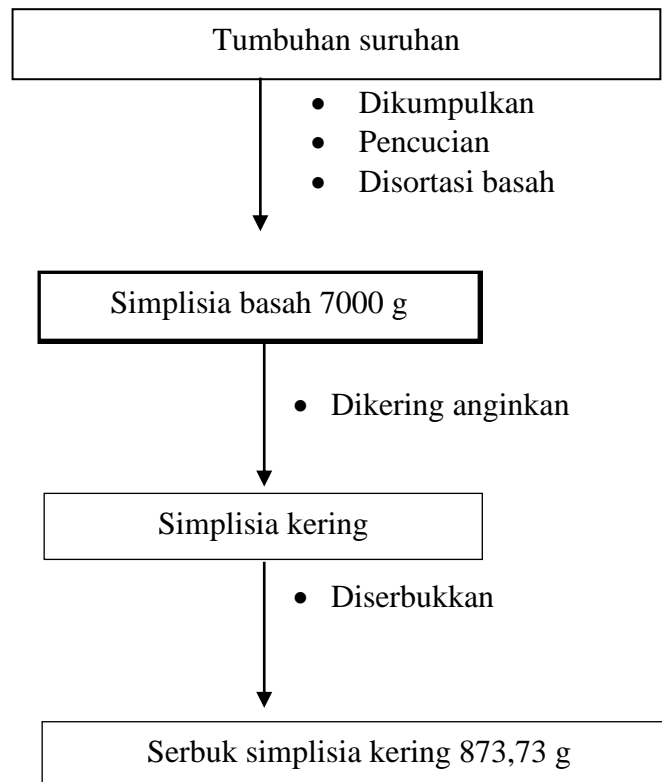 Tumbuhan suruhan
• Dikumpulkan
• Pencucian
• Disortasi basah
Simplisia basah 7000 g
• Dikering anginkan
Simplisia kering
• Diserbukkan
Serbuk simplisia kering 873,73 g